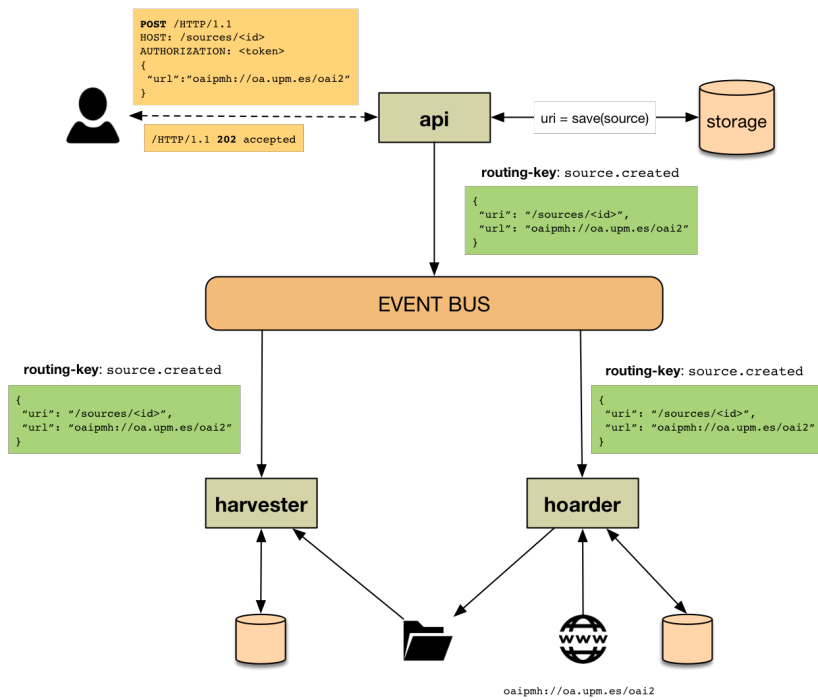 POST /HTTP/1.1
HOST: /sources/<id>
AUTHORIZATION: <token>
{
"url":"oaipmh://oa.upm.es/oai2"
}
/HTTP/1.1 202 accepted
api
uri = save(source)
storage
routing-key: source.created
{
"uri": "/sources/<id>",
"url": "oaipmh://oa.upm.es/oai2"
}
EVENT BUS
routing-key: source.created
{
"uri": "/sources/<id>",
"url": "oaipmh://oa.upm.es/oai2"
}
routing-key: source.created
{
"uri": "/sources/<id>",
"url": "oaipmh://oa.upm.es/oai2"
}
harvester
hoarder
www
oaipmh://oa.upm.es/oai2